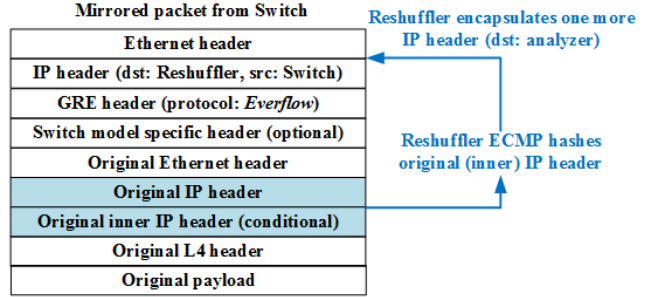 Mirrored packet from Switch
Ethernet header
IP header (dst: Reshuffler, src: Switch)
GRE header (protocol: Everflow)
Switch model specific header (optional)
Original Ethernet header
Original IP header
Original inner IP header (conditional)
Original L4 header
Original payload
Reshuffler encapsulates one more
IP header (dst: analyzer)
Reshuffler ECMP hashes
original (inner) IP header